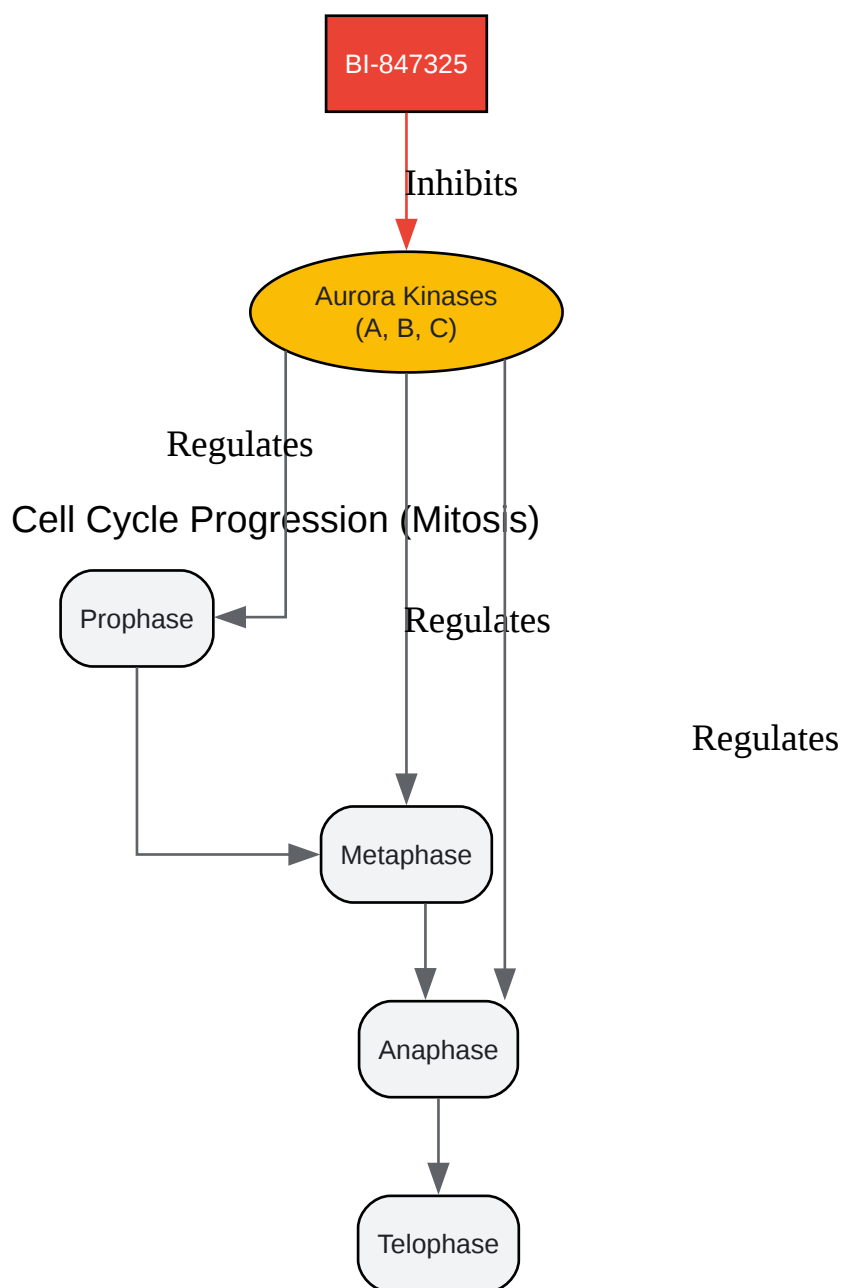 BI-847325
Inhibits
Aurora Kinases
(A, B, C)
Regulates
Cell Cycle Progression (Mitosis)
Prophase
Regulates
Regulates
Metaphase
Anaphase
Telophase